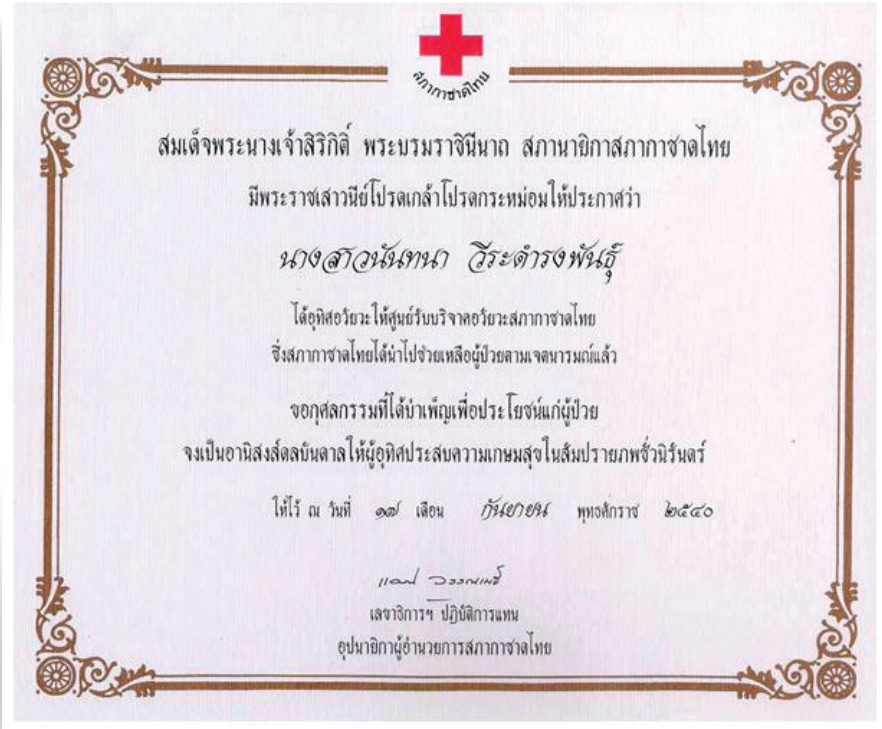 สภากาชาดไทย
สมเด็จพระนางเจ้าสิริกิติ์ พระบรมราชินีนาถ สภานายิกาสภากาชาดไทย
มีพระราชเสาวนีย์โปรดเกล้าโปรดกระหม่อมให้ประกาศว่า
นางสาวนันทนา วีระดำรงพันธุ์
ได้อุทิศอวัยวะให้ศูนย์รับบริจาคอวัยวะสภากาชาดไทย
ซึ่งสภากาชาดไทยได้นำไปช่วยเหลือผู้ป่วยตามเจตนารมณ์แล้ว
ขอกุศลกรรมที่ได้บำเพ็ญเพื่อประโยชน์แก่ผู้ป่วย
จงเป็นอานิสงส์ดลบันดาลให้ผู้อุทิศประสบความเกษมสุขในสัมปรายภพชั่วนิรันดร์
ให้ไว้ ณ วันที่ ๑๗ เดือน กันยายน พุทธศักราช ๒๕๔๐
เลขาธิการฯ ปฏิบัติการแทน
อุปนายิกาผู้อำนวยการสภากาชาดไทย